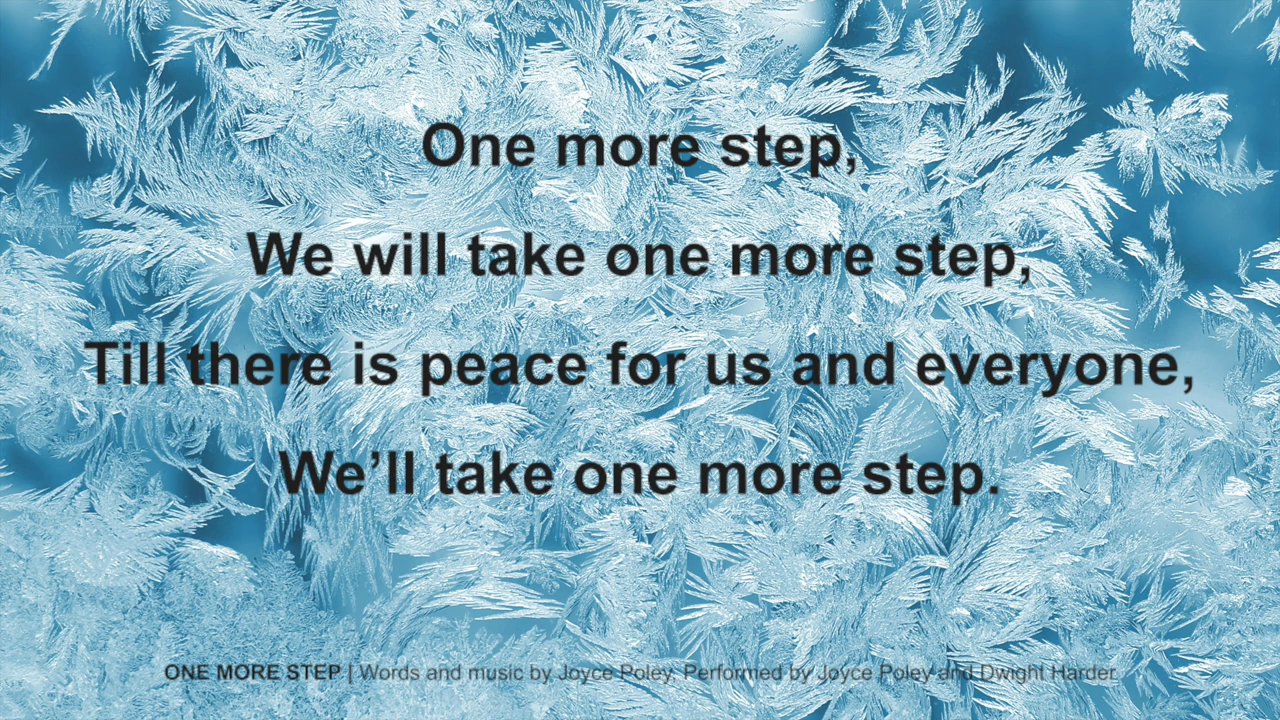 One more step,
We will take one more step,
Till there is peace for us and everyone,
We’ll take one more step.
ONE MORE STEP | Words and music by Joyce Poley. Performed by Joyce Poley and Dwight Harder